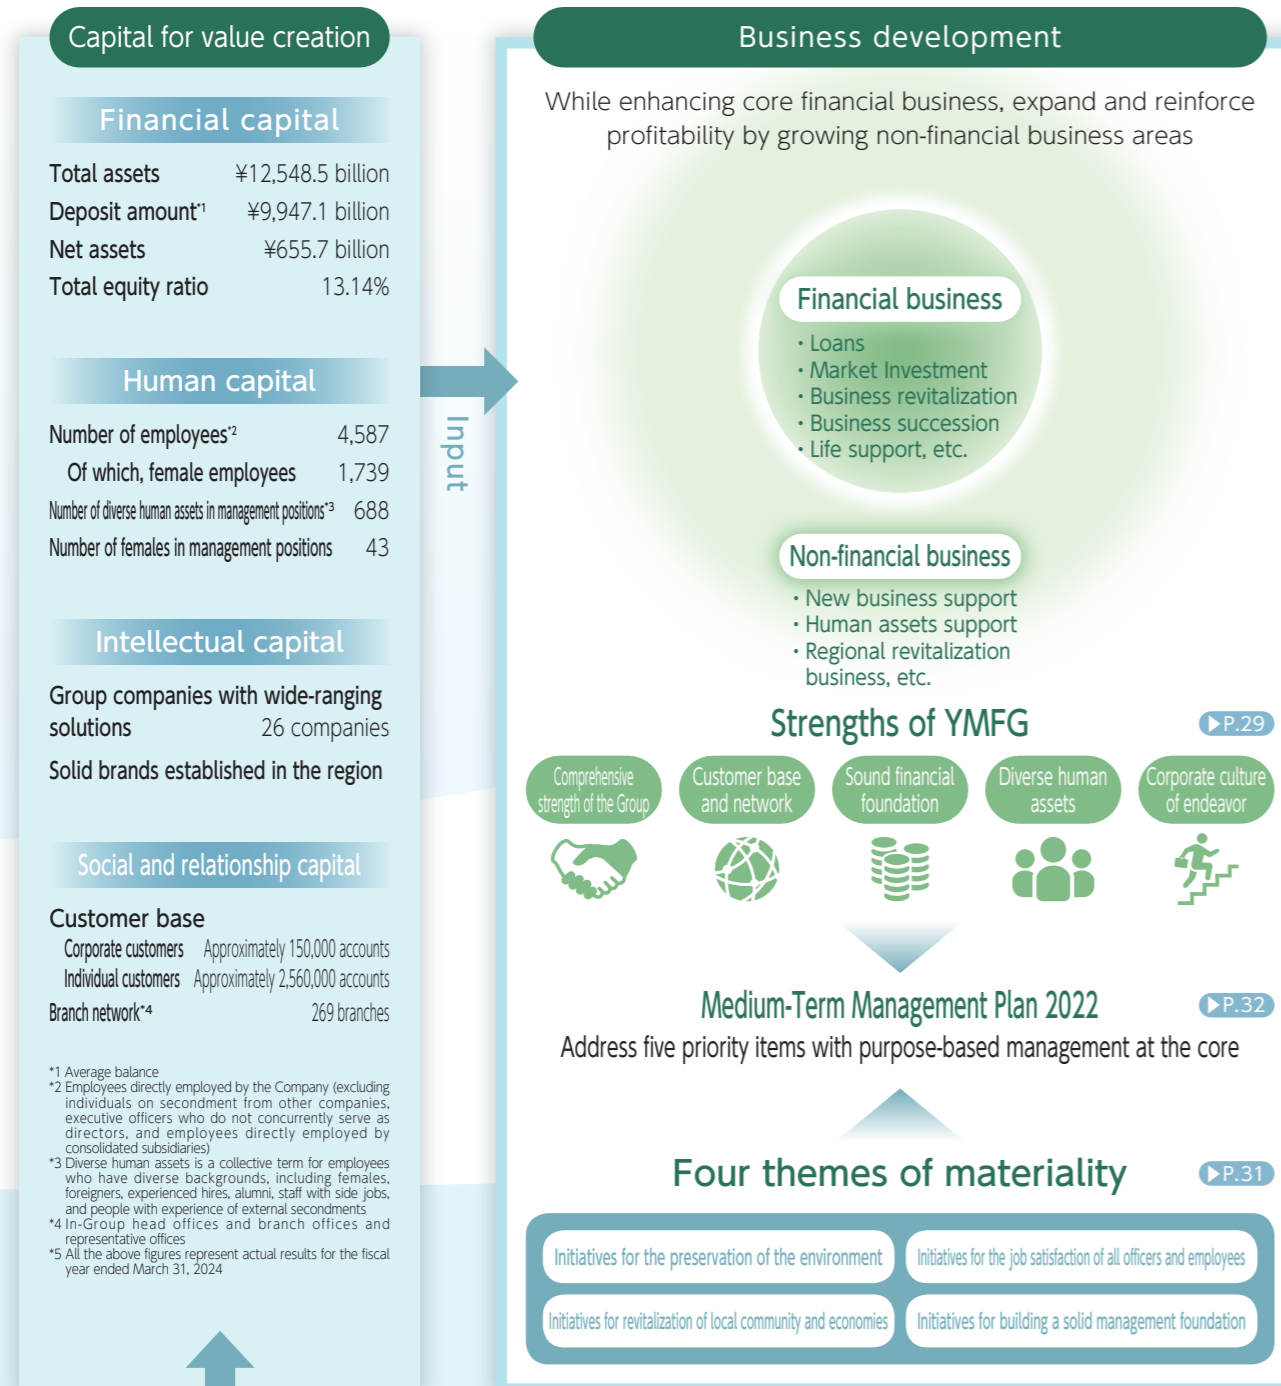 Capital for value creation
Financial capital
Total assets ¥12,548.5 billion
Deposit amount*1 ¥9,947.1 billion
Net assets ¥655.7 billion
Total equity ratio 13.14%
Human capital
Number of employees*2 4,587
Of which, female employees 1,739
Number of diverse human assets in management positions*3 688
Number of females in management positions 43
Intellectual capital
Group companies with wide-ranging
solutions 26 companies
Solid brands established in the region
Social and relationship capital
Customer base
Corporate customers Approximately 150,000 accounts
Individual customers Approximately 2,560,000 accounts
Branch network*4 269 branches
*1 Average balance
*2 Employees directly employed by the Company (excluding
individuals on secondment from other companies,
executive officers who do not concurrently serve as
directors, and employees directly employed by
consolidated subsidiaries)
*3 Diverse human assets is a collective term for employees
who have diverse backgrounds, including females,
foreigners, experienced hires, alumni, staff with side jobs,
and people with experience of external secondments
*4 In-Group head offices and branch offices and
representative offices
*5 All the above figures represent actual results for the fiscal
year ended March 31, 2024
Input
Business development
While enhancing core financial business, expand and reinforce
profitability by growing non-financial business areas
Financial business
・Loans
・Market Investment
・Business revitalization
・Business succession
・Life support, etc.
Non-financial business
・New business support
・Human assets support
・Regional revitalization
business, etc.
Strengths of YMFG
▶P.29
Comprehensive
strength of the Group
Customer base
and network
Sound financial
foundation
Diverse human
assets
Corporate culture
of endeavor
Medium-Term Management Plan 2022
▶P.32
Address five priority items with purpose-based management at the core
Four themes of materiality
▶P.31
Initiatives for the preservation of the environment
Initiatives for the job satisfaction of all officers and employees
Initiatives for revitalization of local community and economies
Initiatives for building a solid management foundation